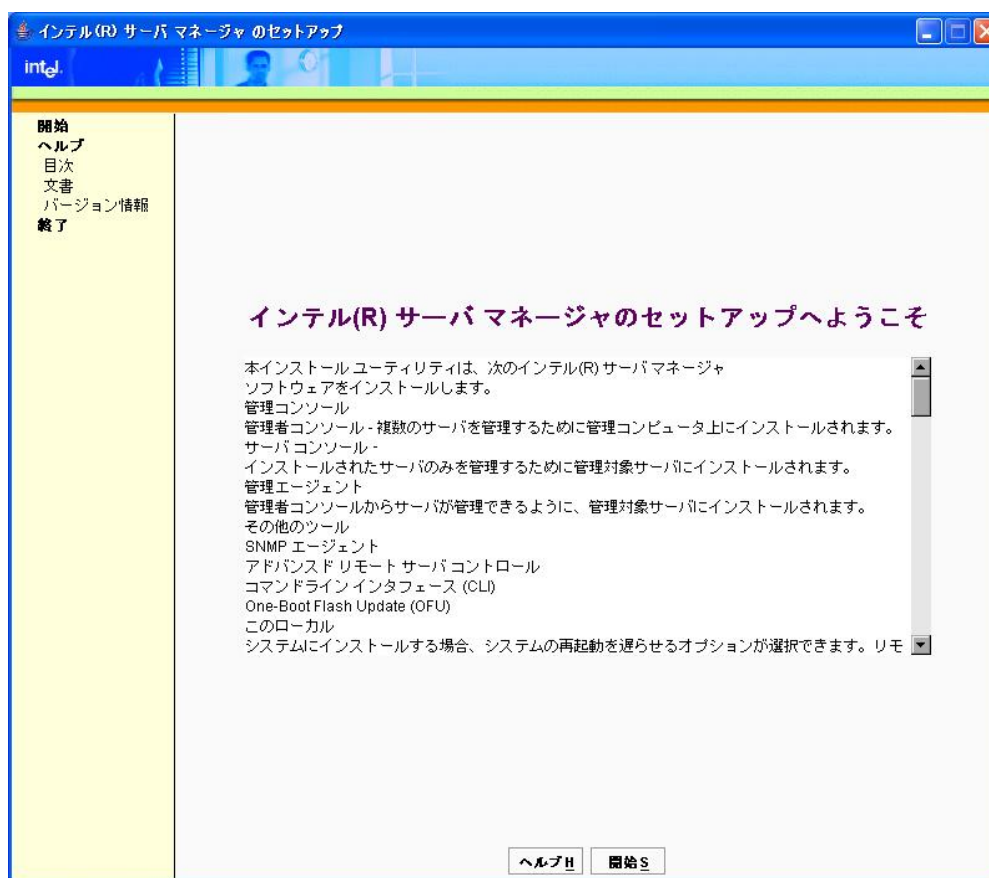 インテル(R) サーバ マネージャ のセットアップ
intel.
開始
ヘルプ
目次
文書
バージョン情報
終了
インテル(R) サーバ マネージャのセットアップへようこそ
本インストール ユーティリティは、次のインテル(R) サーバ マネージャ
ソフトウェアをインストールします。
管理コンソール
管理者コンソール - 複数のサーバを管理するために管理コンピュータ上にインストールされます。
サーバ コンソール -
インストールされたサーバのみを管理するために管理対象サーバにインストールされます。
管理エージェント
管理者コンソールからサーバが管理できるように、管理対象サーバにインストールされます。
その他のツール
SNMP エージェント
アドバンスド リモート サーバ コントロール
コマンドライン インタフェース (CLI)
One-Boot Flash Update (OFU)
このローカル
システムにインストールする場合、システムの再起動を遅らせるオプションが選択できます。リモ
ヘルプ H
開始 S